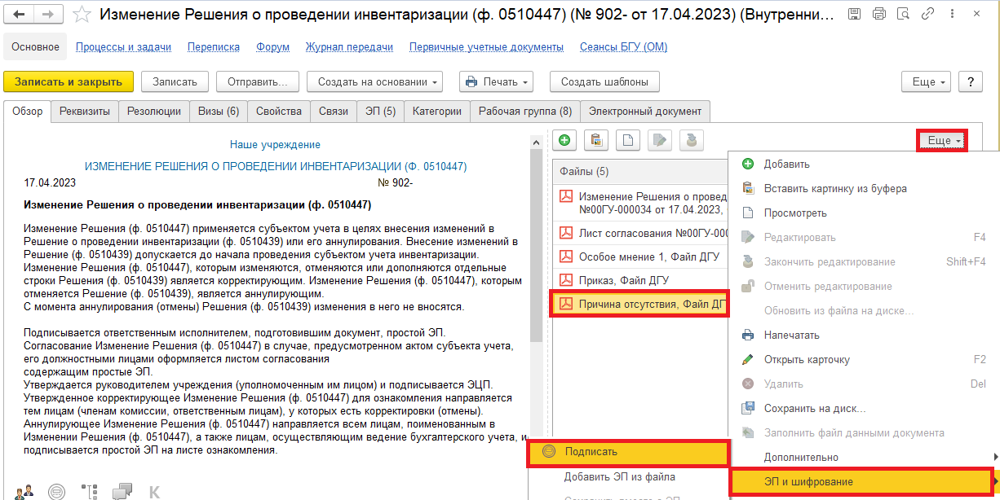 Изменение Решения о проведении инвентаризации (ф. 0510447) (№ 902- от 17.04.2023) (Внутренни...
Основное Процессы и задачи Переписка Форум Журнал передачи Первичные учетные документы Сеансы БГУ (ОМ)
Записать и закрыть Записать Отправить... Создать на основании Печать Создать шаблоны Еще ?
Обзор Реквизиты Резолюции Визы (6) Свойства Связи ЭП (5) Категории Рабочая группа (8) Электронный документ
Наше учреждение
ИЗМЕНЕНИЕ РЕШЕНИЯ О ПРОВЕДЕНИИ ИНВЕНТАРИЗАЦИИ (Ф. 0510447)
17.04.2023 № 902-
Изменение Решения о проведении инвентаризации (ф. 0510447)
Изменение Решения (ф. 0510447) применяется субъектом учета в целях внесения изменений в
Решение о проведении инвентаризации (ф. 0510439) или его аннулирования. Внесение изменений в
Решение (ф. 0510439) допускается до начала проведения субъектом учета инвентаризации.
Изменение Решения (ф. 0510447), которым изменяются, отменяются или дополняются отдельные
строки Решения (ф. 0510439) является корректирующим. Изменение Решения (ф. 0510447), которым
отменяется Решение (ф. 0510439), является аннулирующим.
С момента аннулирования (отмены) Решения (ф. 0510439) изменения в него не вносятся.
Подписывается ответственным исполнителем, подготовившим документ, простой ЭП.
Согласование Изменение Решения (ф. 0510447) в случае, предусмотренном актом субъекта учета,
его должностными лицами оформляется листом согласования
содержащим простые ЭП.
Утверждается руководителем учреждения (уполномоченным им лицом) и подписывается ЭЦП.
Утвержденное корректирующее Изменение Решения (ф. 0510447) для ознакомления направляется
тем лицам (членам комиссии, ответственным лицам), у которых есть корректировки (отмены).
Аннулирующее Изменение Решения (ф. 0510447) направляется всем лицам, поименованным в
Изменении Решения (ф. 0510447), а также лицам, осуществляющим ведение бухгалтерского учета, и
подписывается простой ЭП на листе ознакомления.
К
Еще
Файлы (5)
Изменение Решения о провед
№00ГУ-000034 от 17.04.2023,
Лист согласования №00ГУ-000
Особое мнение 1, Файл ДГУ
Приказ, Файл ДГУ
Причина отсутствия, Файл ДГ
Добавить
Вставить картинку из буфера
Просмотреть
Редактировать F4
Закончить редактирование Shift+F4
Отменить редактирование
Обновить из файла на диске...
Напечатать
Открыть карточку F2
Удалить Del
Сохранить на диск...
Заполнить файл данными документа
Дополнительно
ЭП и шифрование
Подписать
Добавить ЭП из файла
Сохранить вместе с ЭП